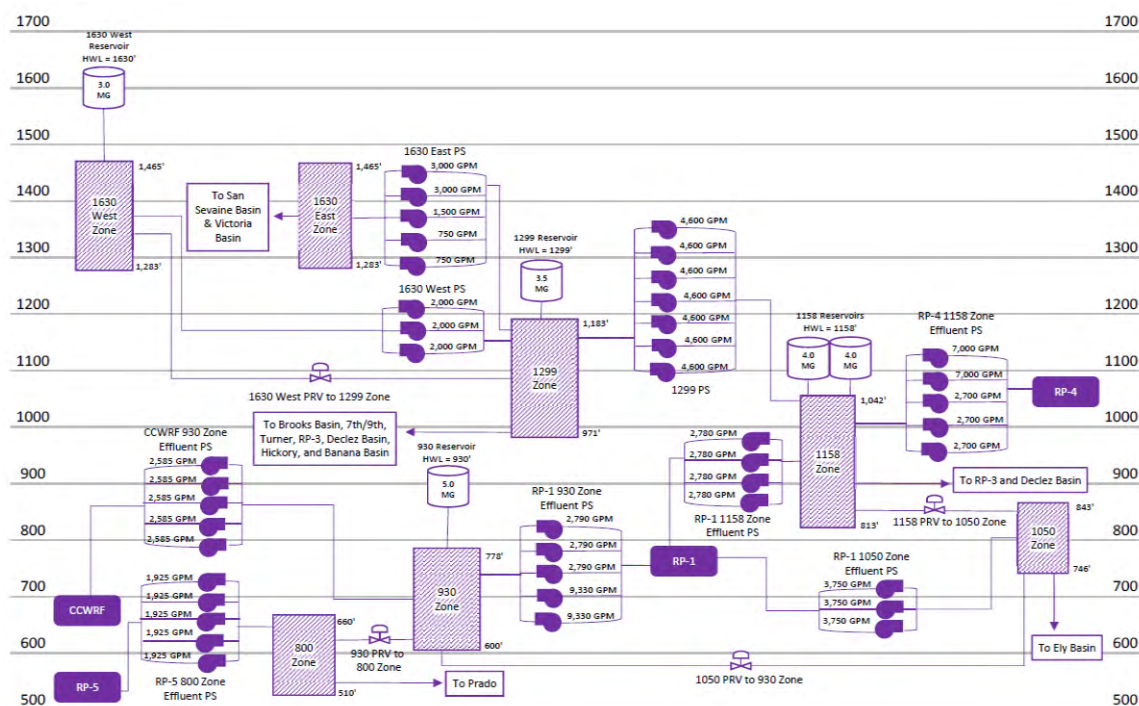 1700
1700
1630 West
Reservoir
HWL = 1630'
1600
1600
3.0
MG
1500
1500
1630 East PS
1,465'
1,465'
3,000 GPM
3,000 GPM
1,500 GPM
750 GPM
750 GPM
1400
1400
1630
West
Zone
To San
Sevaine Basin
& Victoria
Basin
1630
East
Zone
4,600 GPM
4,600 GPM
4,600 GPM
4,600 GPM
4,600 GPM
4,600 GPM
4,600 GPM
1299 PS
1300
1300
1,283'
1,283'
1299 Reservoir
HWL = 1299'
3.5
MG
1630 West PS
2,000 GPM
2,000 GPM
2,000 GPM
1200
1200
1,183'
1299
Zone
971'
1158 Reservoirs
HWL = 1158'
4.0
MG
4.0
MG
RP-4 1158 Zone
Effluent PS
7,000 GPM
7,000 GPM
2,700 GPM
2,700 GPM
2,700 GPM
RP-4
1100
1100
1630 West PRV to 1299 Zone
1,042'
1000
1000
To Brooks Basin, 7th/9th,
Turner, RP-3, Declez Basin,
Hickory, and Banana Basin
CCWRF 930 Zone
Effluent PS
2,585 GPM
2,585 GPM
2,585 GPM
2,585 GPM
2,585 GPM
930 Reservoir
HWL = 930'
5.0
MG
2,780 GPM
2,780 GPM
2,780 GPM
2,780 GPM
RP-1 1158 Zone
Effluent PS
1158
Zone
813'
To RP-3 and Declez Basin
900
900
1158 PRV to 1050 Zone
843'
1050
Zone
746'
RP-1 930 Zone
Effluent PS
2,790 GPM
2,790 GPM
2,790 GPM
9,330 GPM
9,330 GPM
800
800
778'
930
Zone
600'
RP-1
RP-1 1050 Zone
Effluent PS
3,750 GPM
3,750 GPM
3,750 GPM
700
700
CCWRF
1,925 GPM
1,925 GPM
1,925 GPM
1,925 GPM
1,925 GPM
RP-5 800 Zone
Effluent PS
660'
800
Zone
510'
930 PRV to
800 Zone
600
600
To Ely Basin
RP-5
To Prado
1050 PRV to 930 Zone
500
500